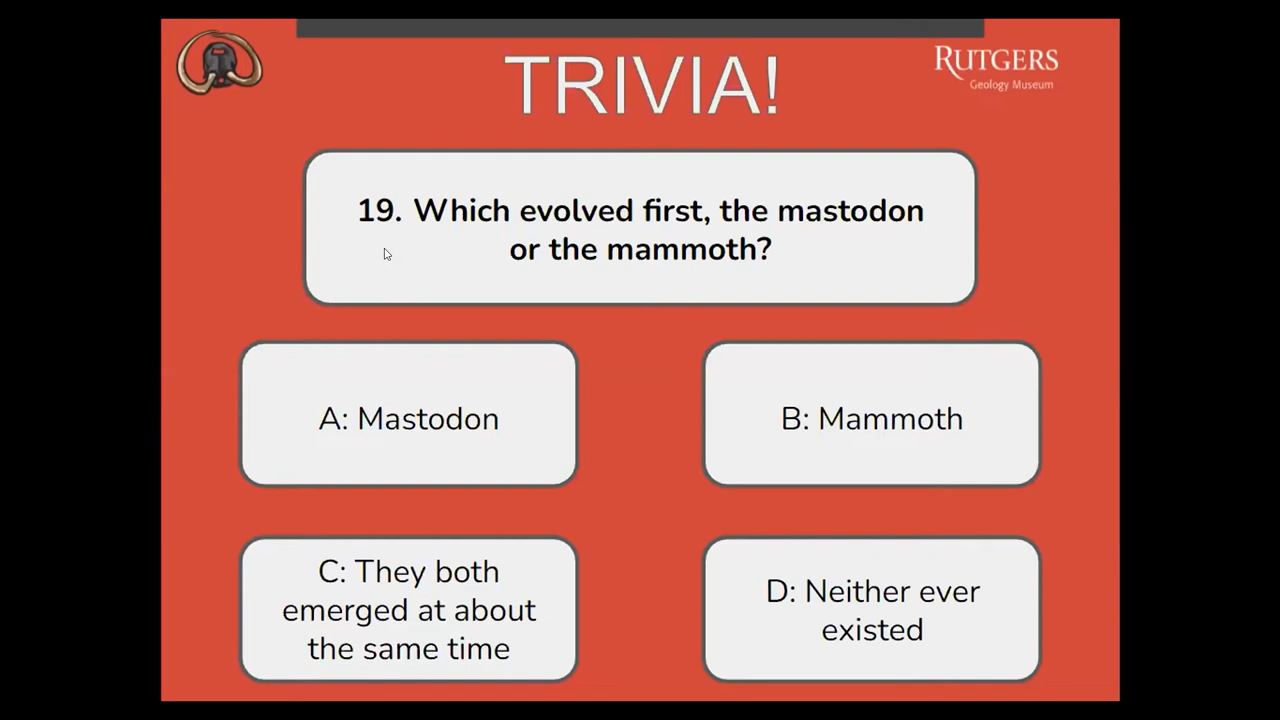 TRIVIA!
RUTGERS
Geology Museum
19. Which evolved first, the mastodon
or the mammoth?
A: Mastodon
B: Mammoth
C: They both
emerged at about
the same time
D: Neither ever
existed